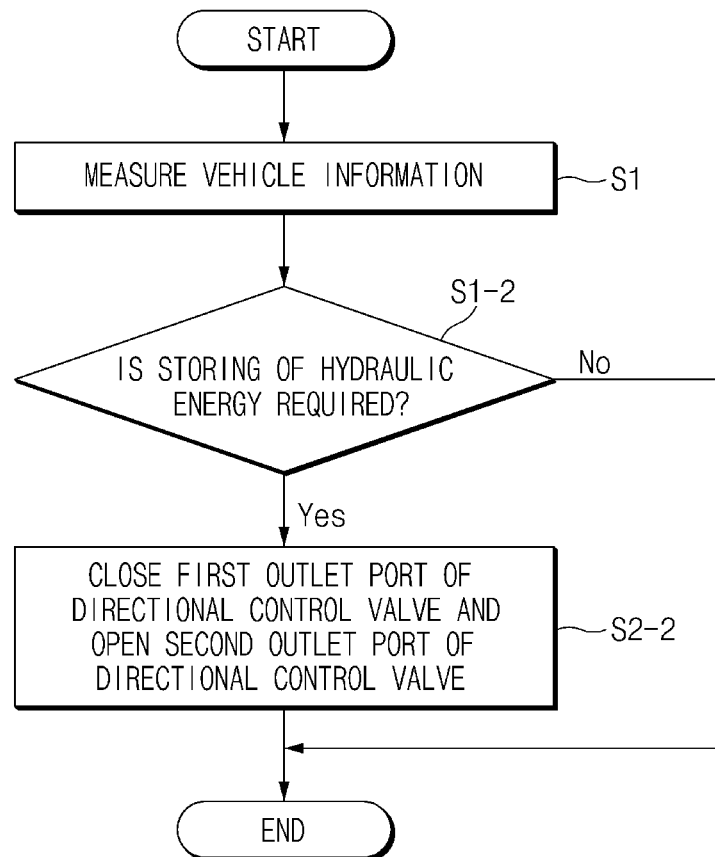 START
MEASURE VEHICLE INFORMATION
S1
S1-2
IS STORING OF HYDRAULIC
ENERGY REQUIRED?
No
Yes
CLOSE FIRST OUTLET PORT OF
DIRECTIONAL CONTROL VALVE AND
OPEN SECOND OUTLET PORT OF
DIRECTIONAL CONTROL VALVE
S2-2
END